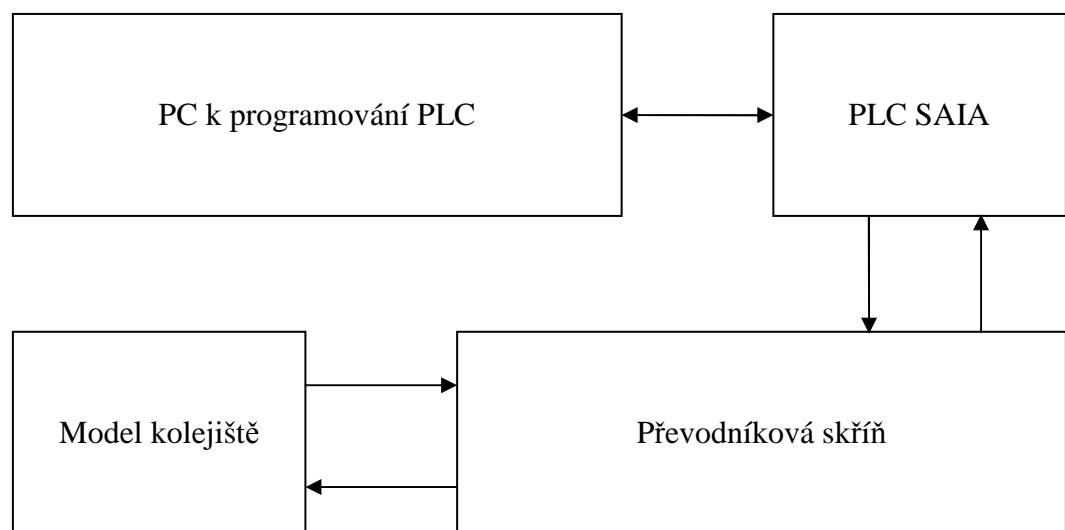 PC k programování PLC
PLC SAIA
Model kolejiště
Převodníková skříň